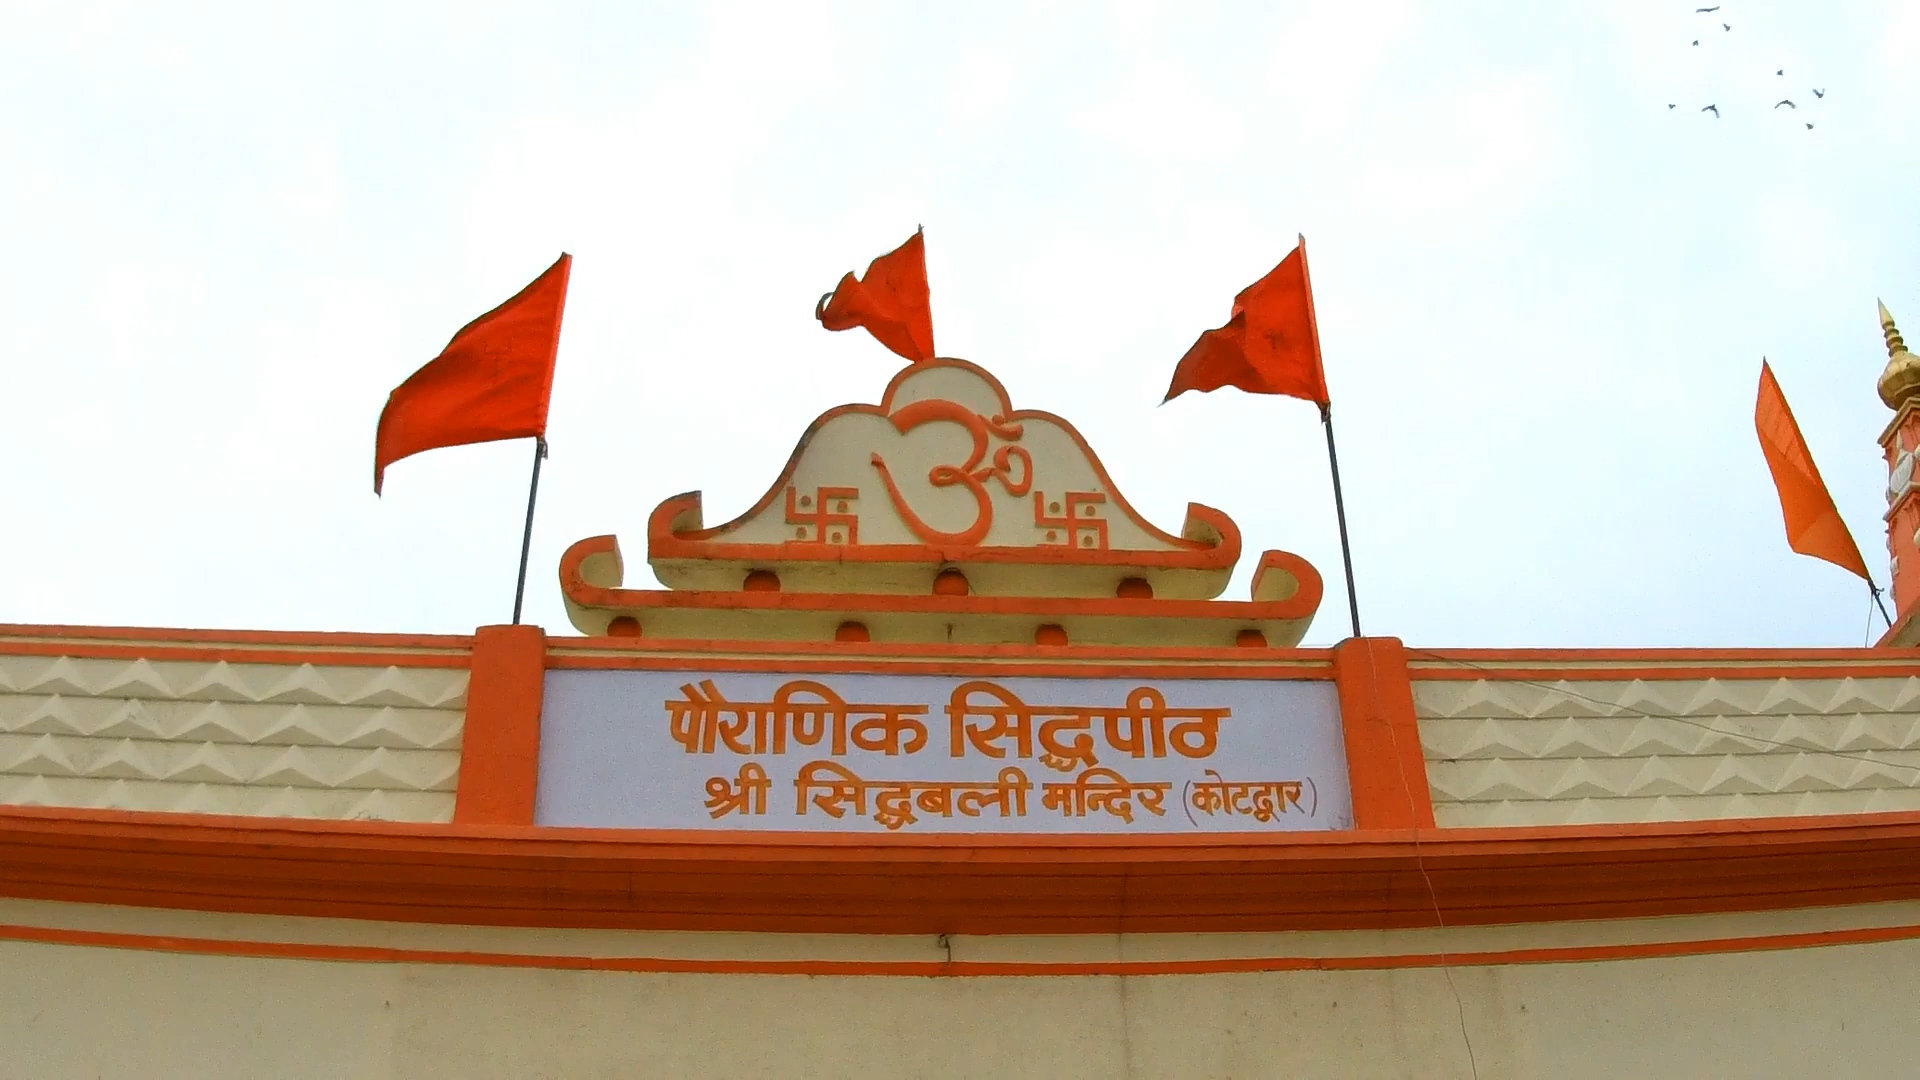 ॐ
पौराणिक सिद्धपीठ
श्री सिद्धबली मन्दिर (कोटद्वार)